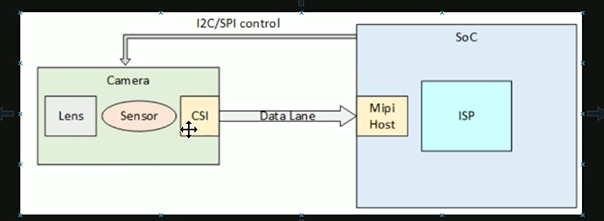 I2C/SPI control
SoC
Camera
Lens
Sensor
CSI
Data Lane
Mipi
Host
ISP